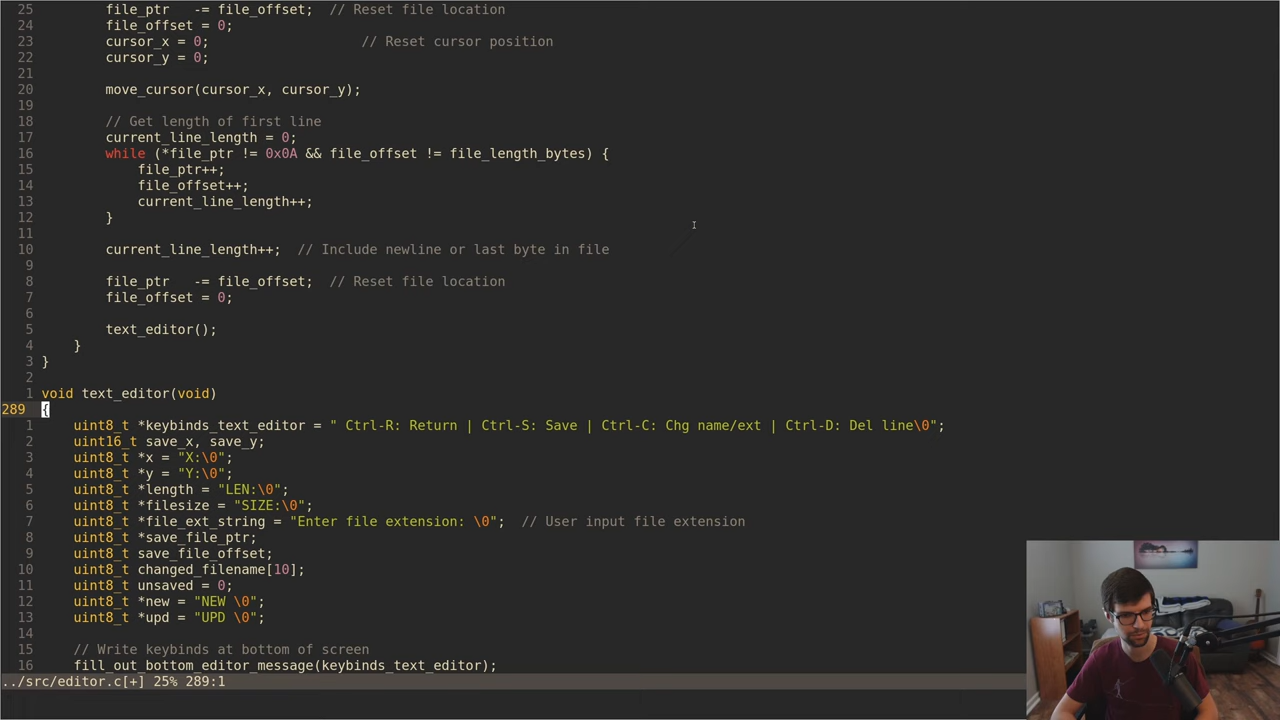 25         file_ptr   -= file_offset;  // Reset file location
24         file_offset = 0;
23         cursor_x = 0;                   // Reset cursor position
22         cursor_y = 0;
21
20         move_cursor(cursor_x, cursor_y);
19
18         // Get length of first line
17         current_line_length = 0;
16         while (*file_ptr != 0x0A && file_offset != file_length_bytes) {
15             file_ptr++;
14             file_offset++;
13             current_line_length++;
12         }
11
10         current_line_length++;  // Include newline or last byte in file
9
8         file_ptr   -= file_offset;  // Reset file location
7         file_offset = 0;
6
5         text_editor();
4     }
3 }
2
1 void text_editor(void)
289 {
1     uint8_t *keybinds_text_editor = " Ctrl-R: Return | Ctrl-S: Save | Ctrl-C: Chg name/ext | Ctrl-D: Del line\0";
2     uint16_t save_x, save_y;
3     uint8_t *x = "X:\0";
4     uint8_t *y = "Y:\0";
5     uint8_t *length = "LEN:\0";
6     uint8_t *filesize = "SIZE:\0";
7     uint8_t *file_ext_string = "Enter file extension: \0";  // User input file extension
8     uint8_t *save_file_ptr;
9     uint8_t save_file_offset;
10     uint8_t changed_filename[10];
11     uint8_t unsaved = 0;
12     uint8_t *new = "NEW \0";
13     uint8_t *upd = "UPD \0";
14
15     // Write keybinds at bottom of screen
16     fill_out_bottom_editor_message(keybinds_text_editor);
../src/editor.c[+] 25% 289:1